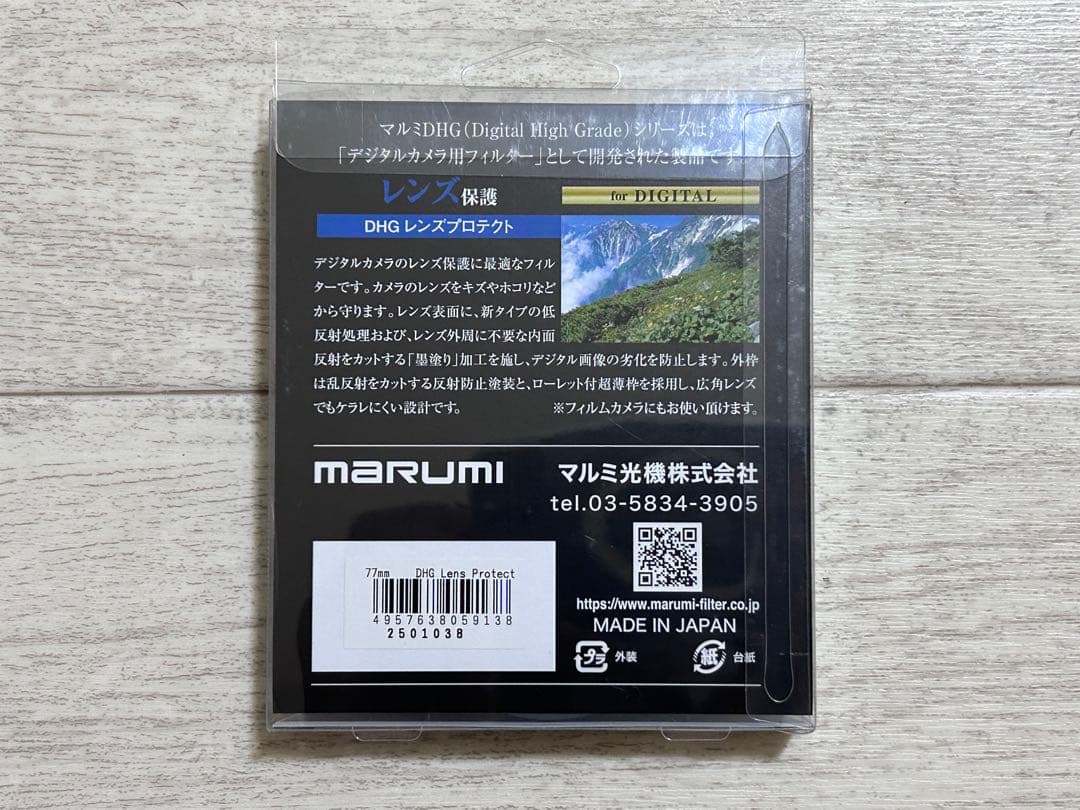 マルミDHG（Digital High Grade）シリーズは、
「デジタルカメラ用フィルター」として開発された製品です。
レンズ保護
for DIGITAL
DHG レンズプロテクト
デジタルカメラのレンズ保護に最適なフィル
ターです。カメラのレンズをキズやホコリなど
から守ります。レンズ表面に、新タイプの低
反射処理および、レンズ外周に不要な内面
反射をカットする「墨塗り」加工を施し、デジタル画像の劣化を防止します。外枠
は乱反射をカットする反射防止塗装と、ローレット付超薄枠を採用し、広角レンズ
でもケラレにくい設計です。 ※フィルムカメラにもお使い頂けます。
marumi
マルミ光機株式会社
tel.03-5834-3905
77mm DHG Lens Protect
4957638059138
2501038
https://www.marumi-filter.co.jp
MADE IN JAPAN
プラ 外装
紙 台紙